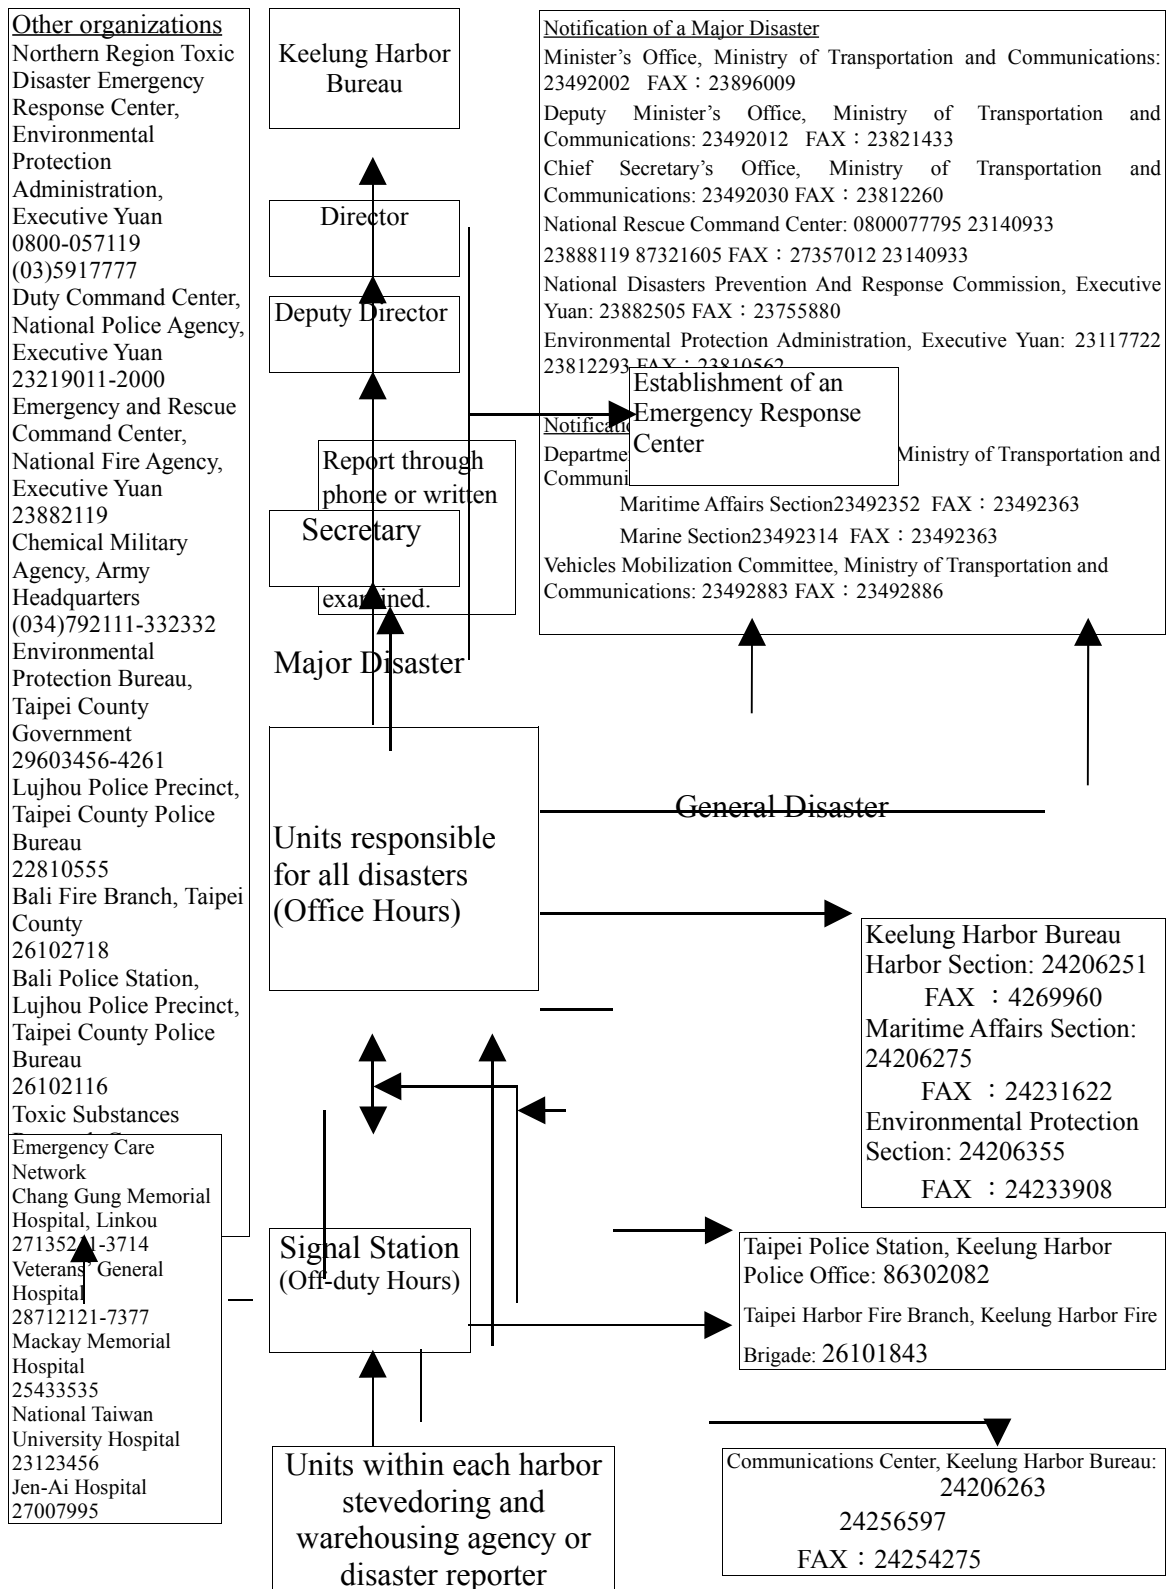 Other organizations
Northern Region Toxic
Disaster Emergency
Response Center,
Environmental
Protection
Administration,
Executive Yuan
0800-057119
(03)5917777
Duty Command Center,
National Police Agency,
Executive Yuan
23219011-2000
Emergency and Rescue
Command Center,
National Fire Agency,
Executive Yuan
23882119
Chemical Military
Agency, Army
Headquarters
(034)792111-332332
Environmental
Protection Bureau,
Taipei County
Government
29603456-4261
Lujhou Police Precinct,
Taipei County Police
Bureau
22810555
Bali Fire Branch, Taipei
County
26102718
Bali Police Station,
Lujhou Police Precinct,
Taipei County Police
Bureau
26102116
Toxic Substances
Emergency Care
Network
Chang Gung Memorial
Hospital, Linkou
27135211-3714
Veterans' General
Hospital
28712121-7377
Mackay Memorial
Hospital
25433535
National Taiwan
University Hospital
23123456
Jen-Ai Hospital
27007995
Keelung Harbor
Bureau
Director
Deputy Director
Report through
phone or written
Secretary
examined.
Major Disaster
Units responsible
for all disasters
(Office Hours)
Signal Station
(Off-duty Hours)
Units within each harbor
stevedoring and
warehousing agency or
disaster reporter
Notification of a Major Disaster
Minister's Office, Ministry of Transportation and Communications:
23492002 FAX：23896009
Deputy Minister's Office, Ministry of Transportation and
Communications: 23492012 FAX：23821433
Chief Secretary's Office, Ministry of Transportation and
Communications: 23492030 FAX：23812260
National Rescue Command Center: 0800077795 23140933
23888119 87321605 FAX：27357012 23140933
National Disasters Prevention And Response Commission, Executive
Yuan: 23882505 FAX：23755880
Environmental Protection Administration, Executive Yuan: 23117722
23812293 FAX：23810562
Establishment of an
Emergency Response
Center
Ministry of Transportation and
Maritime Affairs Section23492352 FAX：23492363
Marine Section23492314 FAX：23492363
Vehicles Mobilization Committee, Ministry of Transportation and
Communications: 23492883 FAX：23492886
General Disaster
Keelung Harbor Bureau
Harbor Section: 24206251
FAX ：4269960
Maritime Affairs Section:
24206275
FAX ：24231622
Environmental Protection
Section: 24206355
FAX ：24233908
Taipei Police Station, Keelung Harbor
Police Office: 86302082
Taipei Harbor Fire Branch, Keelung Harbor Fire
Brigade: 26101843
Communications Center, Keelung Harbor Bureau:
24206263
24256597
FAX：24254275